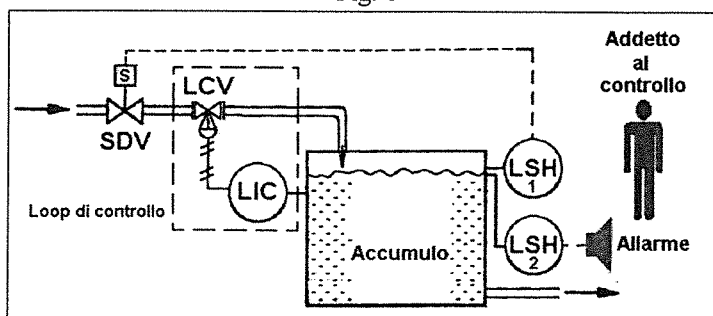 Addetto
al
controllo
S
LCV
SDV
LSH
1
LIC
Loop di controllo
LSH
2
Allarme
Accumulo